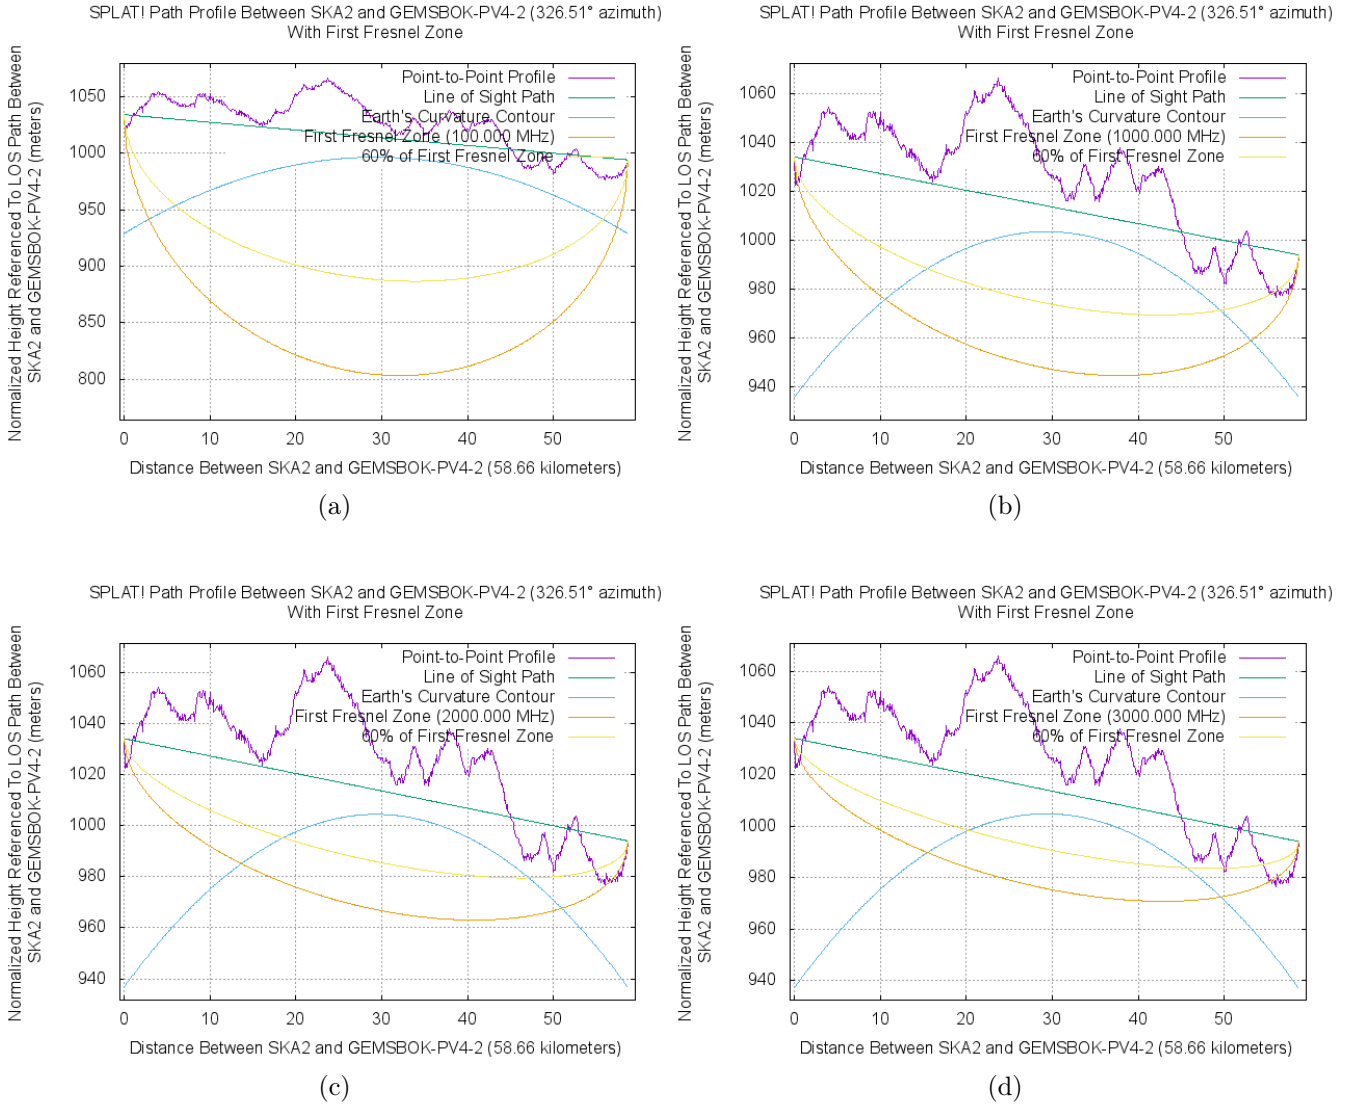 SPLAT! Path Profile Between SKA2 and GEMSBOK-PV4-2 (326.51° azimuth)
With First Fresnel Zone
Normalized Height Referenced To LOS Path Between
SKA2 and GEMSBOK-PV4-2 (meters)
Point-to-Point Profile
Line of Sight Path
Earth's Curvature Contour
First Fresnel Zone (100.000 MHz)
60% of First Fresnel Zone
1050
1000
950
900
850
800
0 10 20 30 40 50
Distance Between SKA2 and GEMSBOK-PV4-2 (58.66 kilometers)
(a)
SPLAT! Path Profile Between SKA2 and GEMSBOK-PV4-2 (326.51° azimuth)
With First Fresnel Zone
Normalized Height Referenced To LOS Path Between
SKA2 and GEMSBOK-PV4-2 (meters)
Point-to-Point Profile
Line of Sight Path
Earth's Curvature Contour
First Fresnel Zone (1000.000 MHz)
60% of First Fresnel Zone
1060
1040
1020
1000
980
960
940
0 10 20 30 40 50
Distance Between SKA2 and GEMSBOK-PV4-2 (58.66 kilometers)
(b)
SPLAT! Path Profile Between SKA2 and GEMSBOK-PV4-2 (326.51° azimuth)
With First Fresnel Zone
Normalized Height Referenced To LOS Path Between
SKA2 and GEMSBOK-PV4-2 (meters)
Point-to-Point Profile
Line of Sight Path
Earth's Curvature Contour
First Fresnel Zone (2000.000 MHz)
60% of First Fresnel Zone
1060
1040
1020
1000
980
960
940
0 10 20 30 40 50
Distance Between SKA2 and GEMSBOK-PV4-2 (58.66 kilometers)
(c)
SPLAT! Path Profile Between SKA2 and GEMSBOK-PV4-2 (326.51° azimuth)
With First Fresnel Zone
Normalized Height Referenced To LOS Path Between
SKA2 and GEMSBOK-PV4-2 (meters)
Point-to-Point Profile
Line of Sight Path
Earth's Curvature Contour
First Fresnel Zone (3000.000 MHz)
60% of First Fresnel Zone
1060
1040
1020
1000
980
960
940
0 10 20 30 40 50
Distance Between SKA2 and GEMSBOK-PV4-2 (58.66 kilometers)
(d)